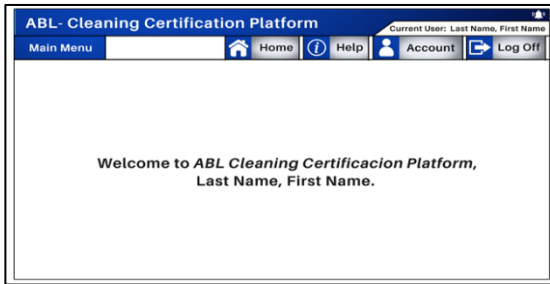 ABL- Cleaning Certification Platform
Current User: Last Name, First Name
Main Menu Home Help Account Log Off
Welcome to ABL Cleaning Certificacion Platform,
Last Name, First Name.